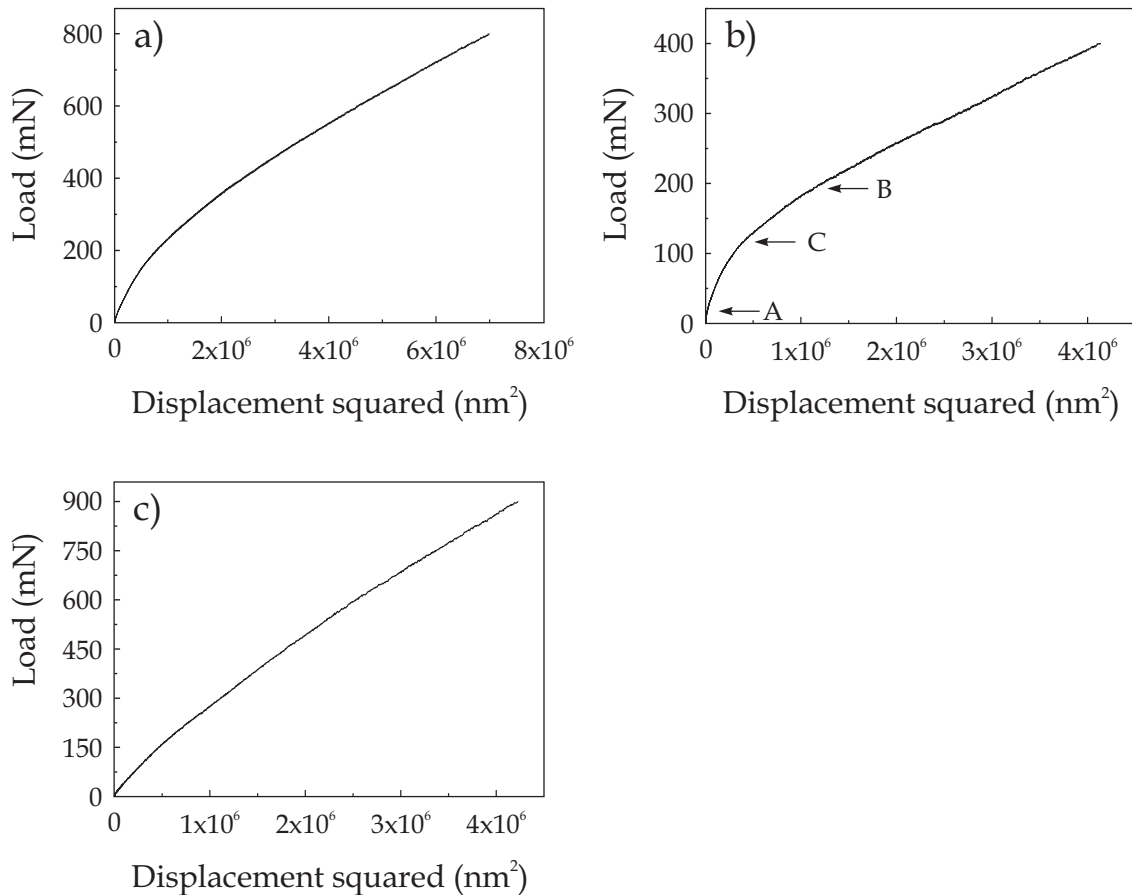 a)
Load (mN)
800
600
400
200
0
0 2x10⁶ 4x10⁶ 6x10⁶ 8x10⁶
Displacement squared (nm²)
b)
Load (mN)
400
300
200
100
0
B
C
A
0 1x10⁶ 2x10⁶ 3x10⁶ 4x10⁶
Displacement squared (nm²)
c)
Load (mN)
900
750
600
450
300
150
0
0 1x10⁶ 2x10⁶ 3x10⁶ 4x10⁶
Displacement squared (nm²)